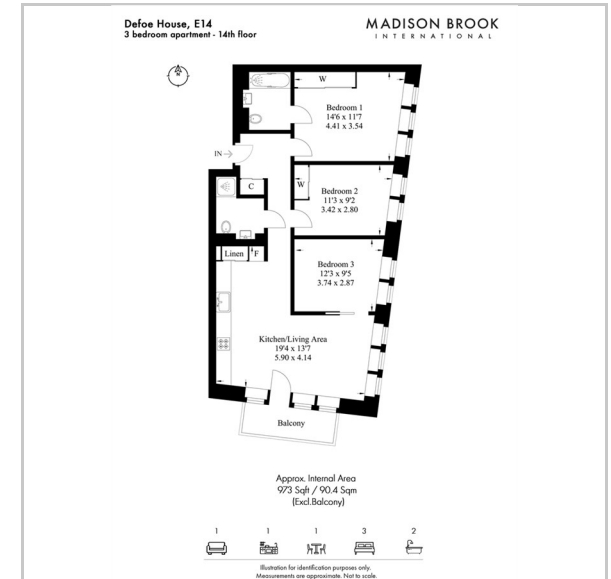 Defoe House, E14
3 bedroom apartment - 14th floor
MADISON BROOK
INTERNATIONAL
N
W
Bedroom 1
14'6 x 11'7
4.41 x 3.54
IN
C
W
Bedroom 2
11'3 x 9'2
3.42 x 2.80
Linen
F
Bedroom 3
12'3 x 9'5
3.74 x 2.87
Kitchen/Living Area
19'4 x 13'7
5.90 x 4.14
Balcony
Approx. Internal Area
973 Sqft / 90.4 Sqm
(Excl.Balcony)
1 1 1 3 2
Illustration for identification purposes only.
Measurements are approximate. Not to scale.